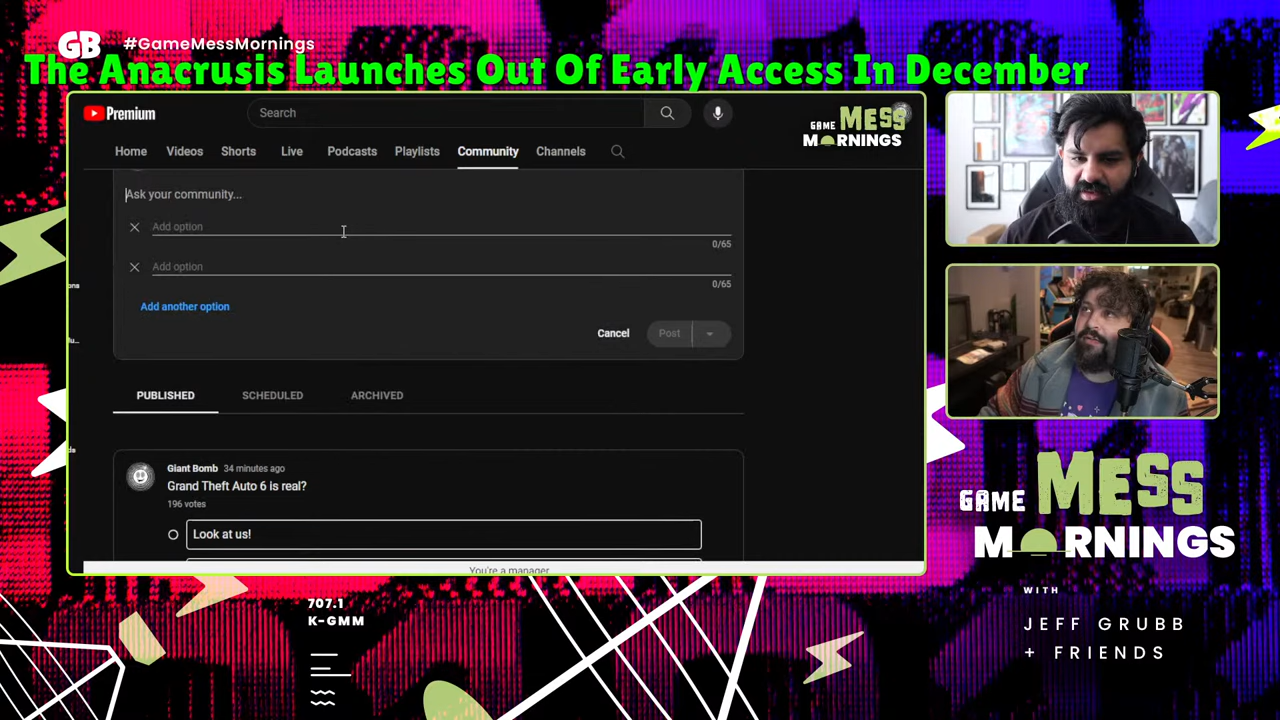 GB #GameMessMornings
The Anacrusis Launches Out Of Early Access In December
Premium
Search
GAME MESS
MORNINGS
Home Videos Shorts Live Podcasts Playlists Community Channels
Ask your community...
Add option
0/65
Add option
0/65
Add another option
Cancel Post
PUBLISHED SCHEDULED ARCHIVED
Giant Bomb 34 minutes ago
Grand Theft Auto 6 is real?
196 votes
Look at us!
You're a manager
707.1
K-GMM
GAME MESS
MORNINGS
WITH
JEFF GRUBB
+ FRIENDS